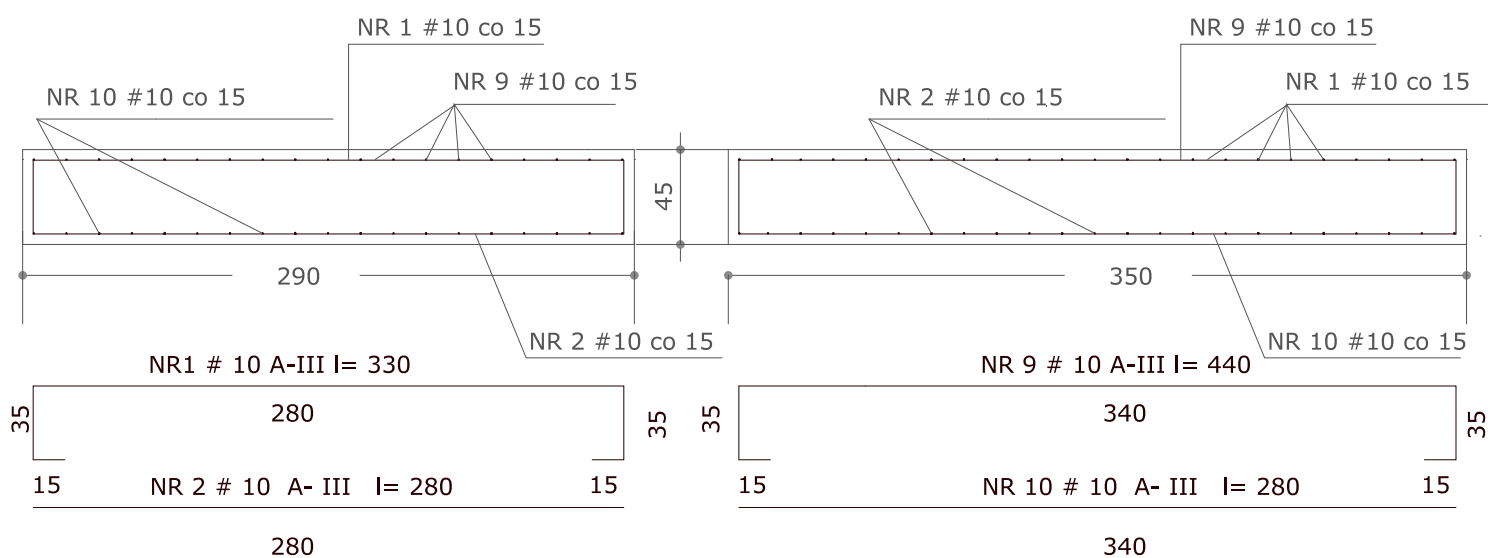 NR 1 #10 co 15
NR 9 #10 co 15
NR 10 #10 co 15
NR 9 #10 co 15
NR 2 #10 co 15
NR 1 #10 co 15
45
290
350
NR 2 #10 co 15
NR 10 #10 co 15
NR1 # 10 A-III l= 330
NR 9 # 10 A-III l= 440
35
280
35
35
340
35
15
NR 2 # 10 A- III l= 280
15
15
NR 10 # 10 A- III l= 280
15
280
340